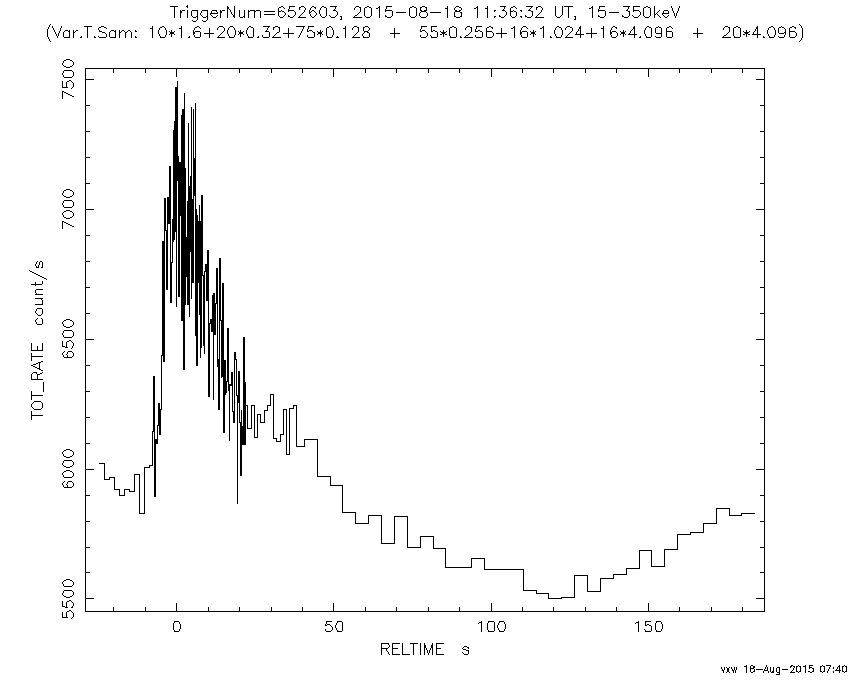 TriggerNum=652603, 2015-08-18 11:36:32 UT, 15-350keV
(Var.T.Sam: 10*1.6+20*0.32+75*0.128 + 55*0.256+16*1.024+16*4.096 + 20*4.096)
7500
7000
6500
6000
5500
TOT_RATE count/s
0 50 100 150
RELTIME s
vxw 18-Aug-2015 07:40